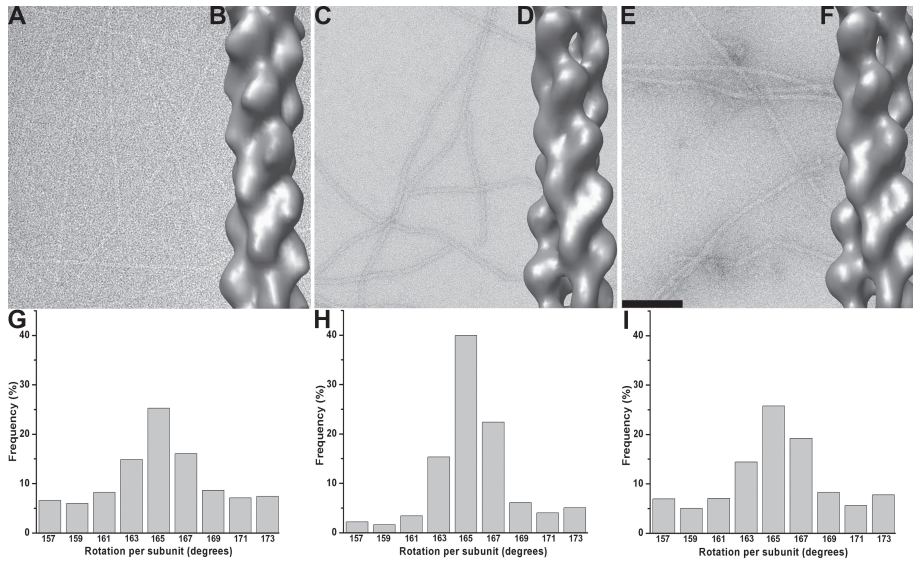 A B C D E F
G H I
40
30
20
10
0
Frequency (%)
157 159 161 163 165 167 169 171 173
Rotation per subunit (degrees)
40
30
20
10
0
Frequency (%)
157 159 161 163 165 167 169 171 173
Rotation per subunit (degrees)
40
30
20
10
0
Frequency (%)
157 159 161 163 165 167 169 171 173
Rotation per subunit (degrees)